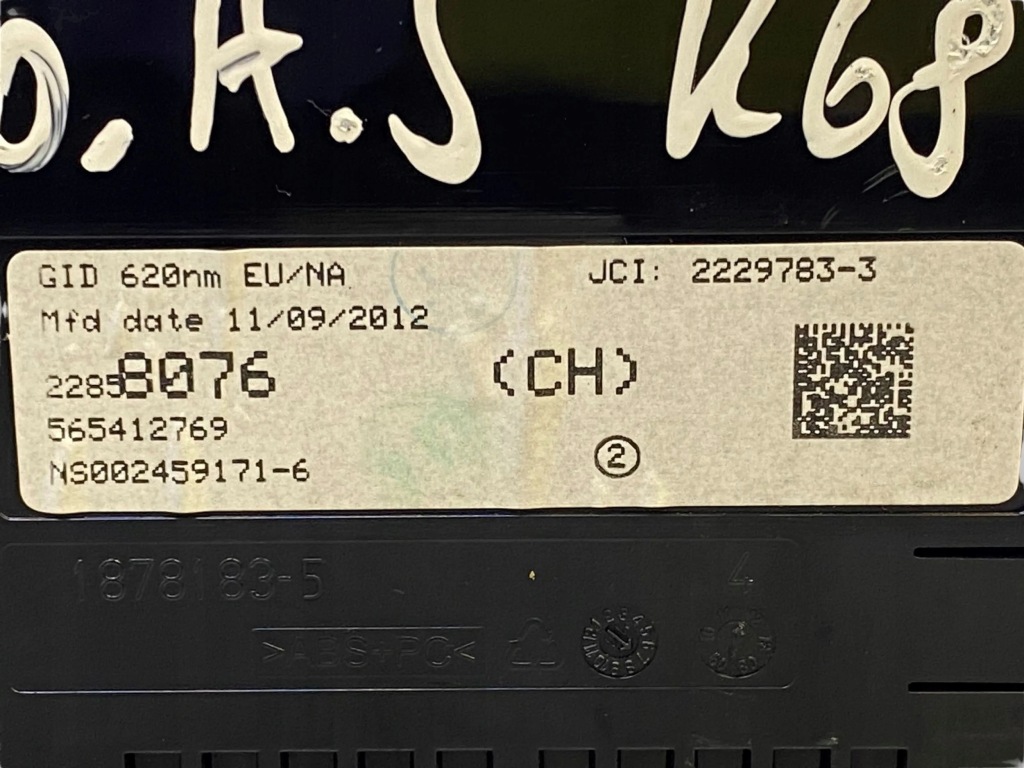 D.A.J K68
GID 620nm EU/NA JCI: 2229783-3
Mfd date 11/09/2012
22858076 (CH)
565412769 2
NS002459171-6
1878183-5 4
>ABS+PC<